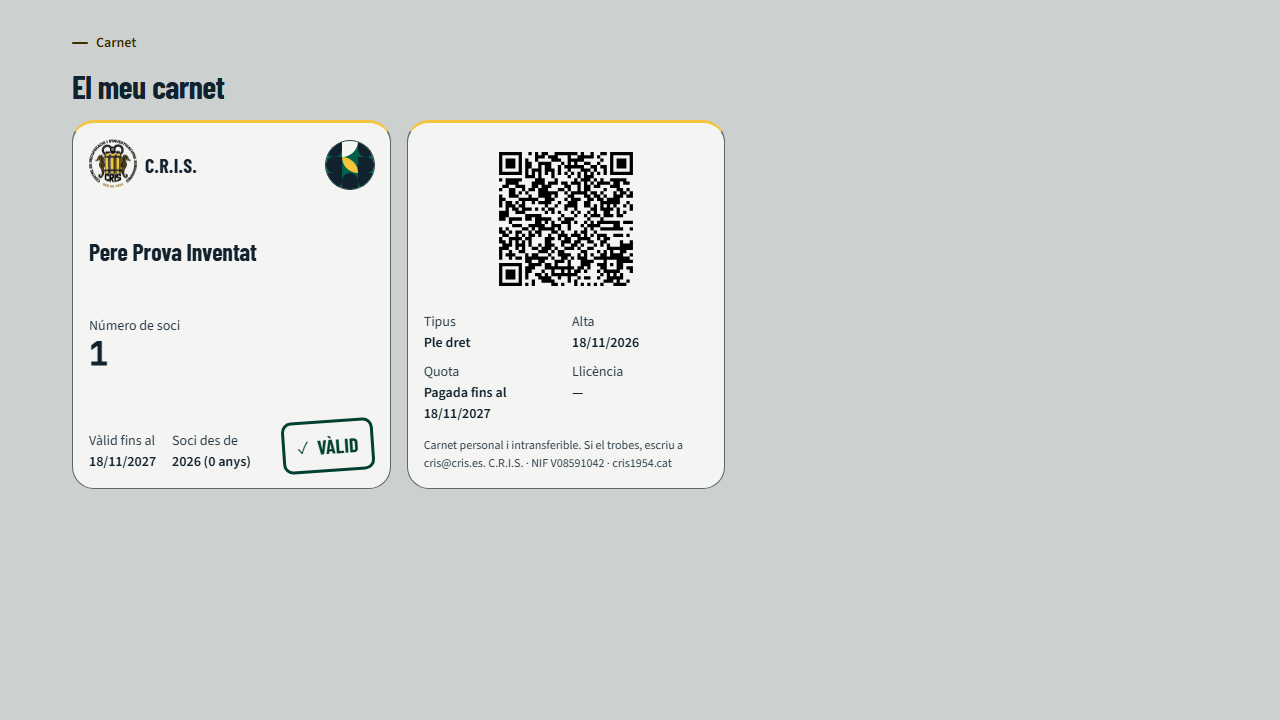 Carnet
El meu carnet
C.R.I.S.
CRIS
Pere Prova Inventat
Número de soci
1
Vàlid fins al
18/11/2027
Soci des de
2026 (0 anys)
✓ VÀLID
Tipus
Ple dret
Alta
18/11/2026
Quota
Pagada fins al
18/11/2027
Llicència
—
Carnet personal i intransferible. Si el trobes, escriu a
cris@cris.es. C.R.I.S. · NIF V08591042 · cris1954.cat